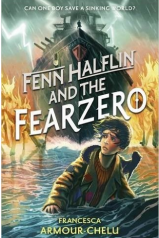 CAN ONE BOY SAVE A SINKING WORLD?
FENN HALFLIN
AND THE
FEARZERO
FRANCESCA
ARMOUR-CHELU